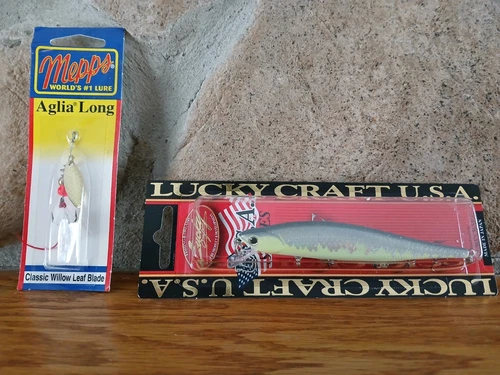 Mepps
WORLD'S #1 LURE
Aglia® Long
Classic Willow Leaf Blade
LUCKY CRAFT U.S.A.
LUCKY CRAFT U.S.A.